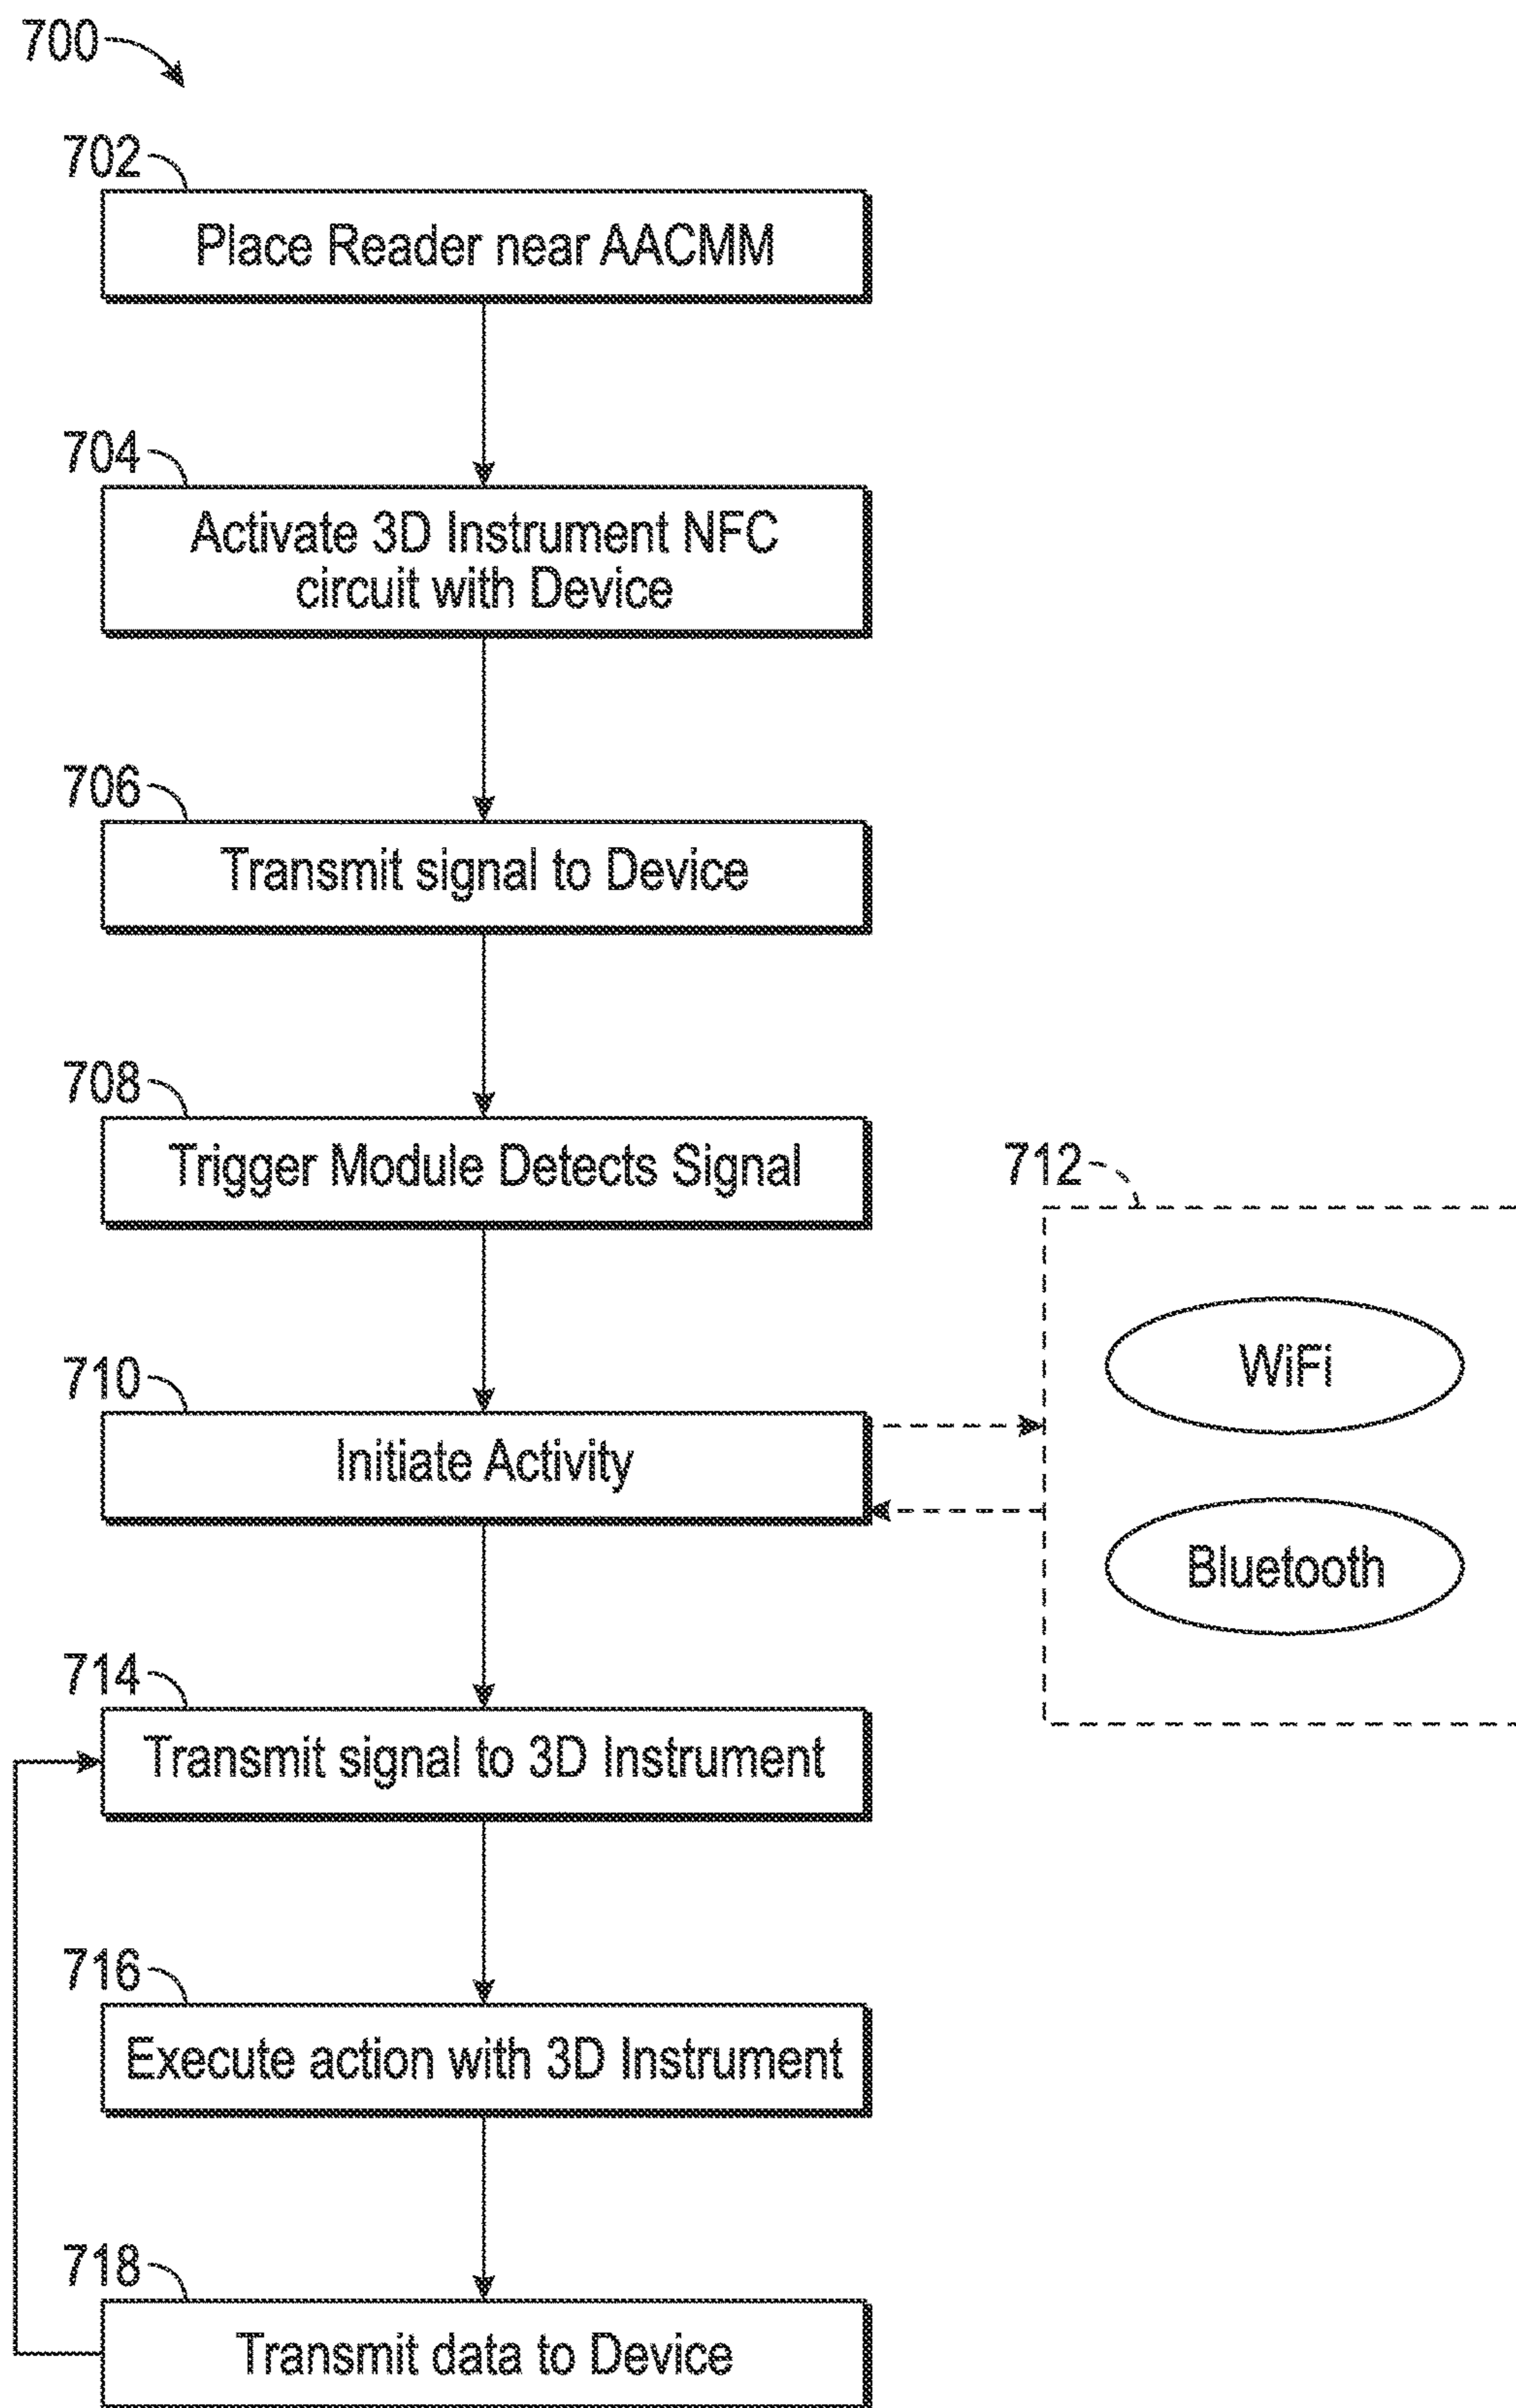 700
702
Place Reader near AACMM
704
Activate 3D Instrument NFC
circuit with Device
706
Transmit signal to Device
708
Trigger Module Detects Signal
710
Initiate Activity
712
WiFi
Bluetooth
714
Transmit signal to 3D Instrument
716
Execute action with 3D Instrument
718
Transmit data to Device